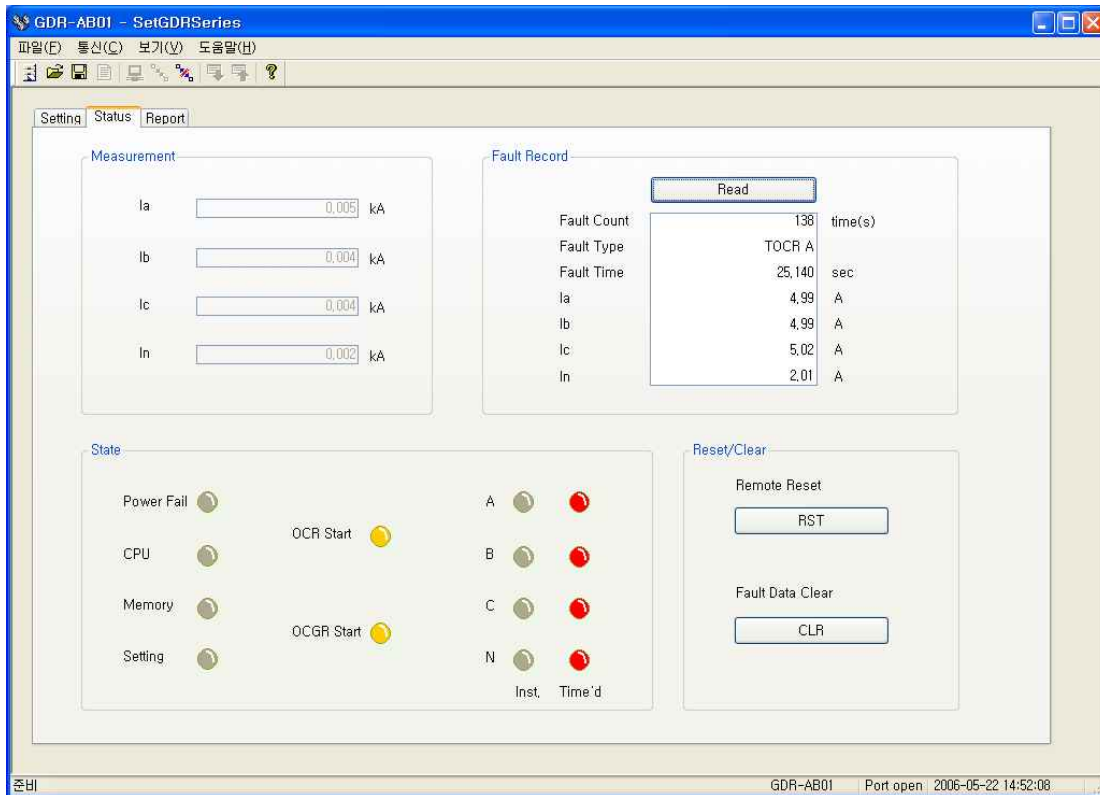 GDR-AB01 - SetGDRSeries
파일(F) 통신(C) 보기(V) 도움말(H)
Setting Status Report
Measurement
Ia 0,005 kA
Ib 0,004 kA
Ic 0,004 kA
In 0,002 kA
Fault Record
Read
Fault Count 138 time(s)
Fault Type TOCR A
Fault Time 25,140 sec
Ia 4,99 A
Ib 4,99 A
Ic 5,02 A
In 2,01 A
State
Power Fail
CPU
Memory
Setting
OCR Start
OCGR Start
A
B
C
N
Inst, Time'd
Reset/Clear
Remote Reset
RST
Fault Data Clear
CLR
준비 GDR-AB01 Port open 2006-05-22 14:52:08